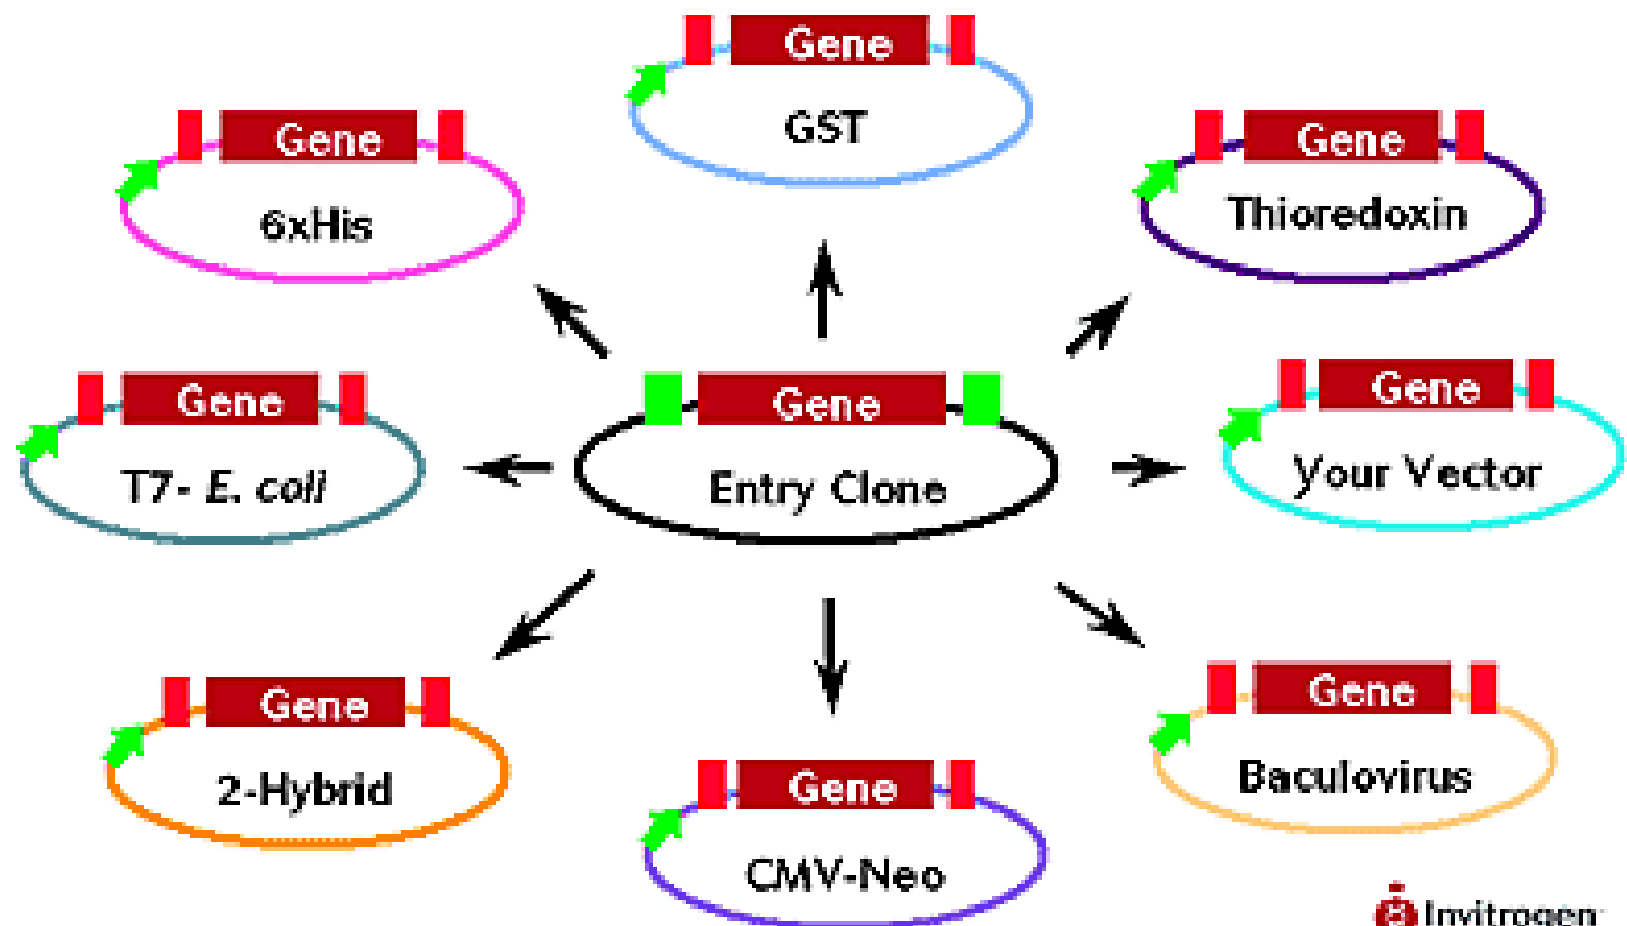 Gene
GST
Gene
6xHis
Gene
Thioredoxin
Gene
T7- E. coli
Gene
Entry Clone
Gene
Your Vector
Gene
2-Hybrid
Gene
CMV-Neo
Gene
Baculovirus
Invitrogen